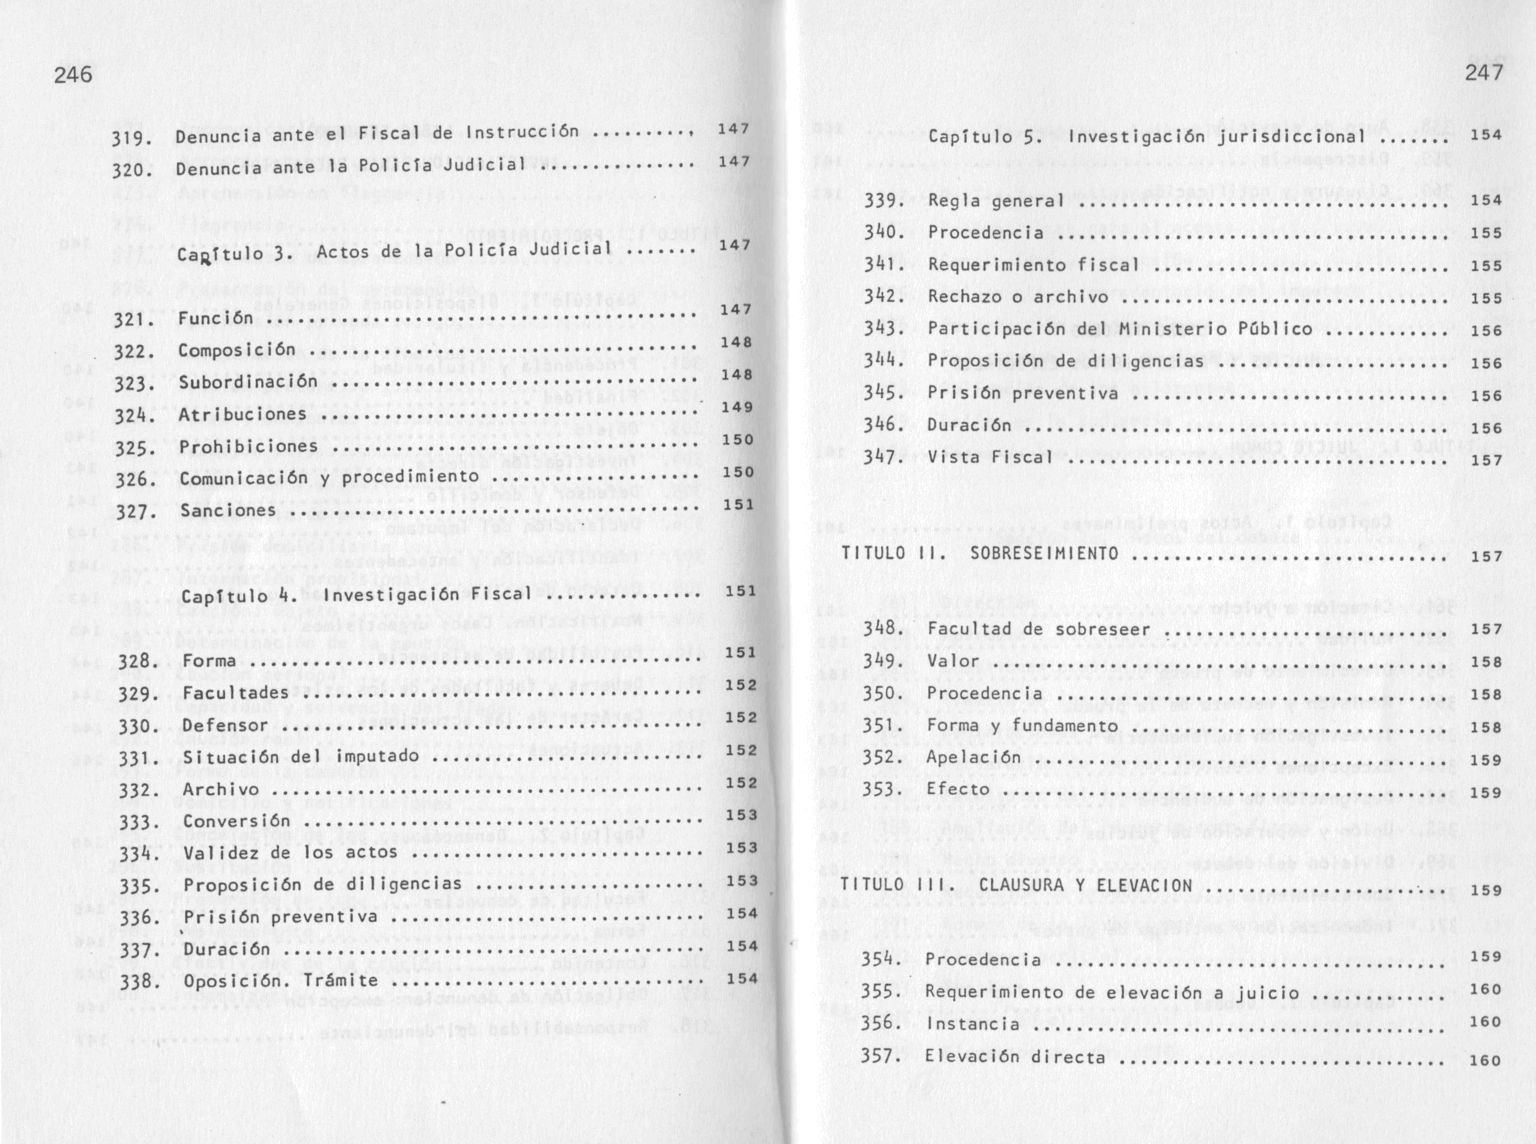 246
319. Denuncia ante el Fiscal de Instrucción .......... 147
320. Denuncia ante la Policía Judicial ............... 147
Capítulo 3. Actos de la Policía Judicial ....... 147
321. Función ......................................... 147
322. Composición ..................................... 148
323. Subordinación ................................... 148
324. Atribuciones .................................... 149
325. Prohibiciones ................................... 150
326. Comunicación y procedimiento .................... 150
327. Sanciones ....................................... 151
Capítulo 4. Investigación Fiscal ............... 151
328. Forma ........................................... 151
329. Facultades ...................................... 152
330. Defensor ........................................ 152
331. Situación del imputado .......................... 152
332. Archivo ......................................... 152
333. Conversión ...................................... 153
334. Validez de los actos ............................ 153
335. Proposición de diligencias ...................... 153
336. Prisión preventiva .............................. 154
337. Duración ........................................ 154
338. Oposición. Trámite .............................. 154
247
Capítulo 5. Investigación jurisdiccional ....... 154
339. Regla general ................................... 154
340. Procedencia ..................................... 155
341. Requerimiento fiscal ............................ 155
342. Rechazo o archivo ............................... 155
343. Participación del Ministerio Público ............ 156
344. Proposición de diligencias ...................... 156
345. Prisión preventiva .............................. 156
346. Duración ........................................ 156
347. Vista Fiscal .................................... 157
TITULO II. SOBRESEIMIENTO .............................. 157
348. Facultad de sobreseer ........................... 157
349. Valor ........................................... 158
350. Procedencia ..................................... 158
351. Forma y fundamento .............................. 158
352. Apelación ....................................... 159
353. Efecto .......................................... 159
TITULO III. CLAUSURA Y ELEVACION ....................... 159
354. Procedencia ..................................... 159
355. Requerimiento de elevación a juicio ............. 160
356. Instancia ....................................... 160
357. Elevación directa ............................... 160